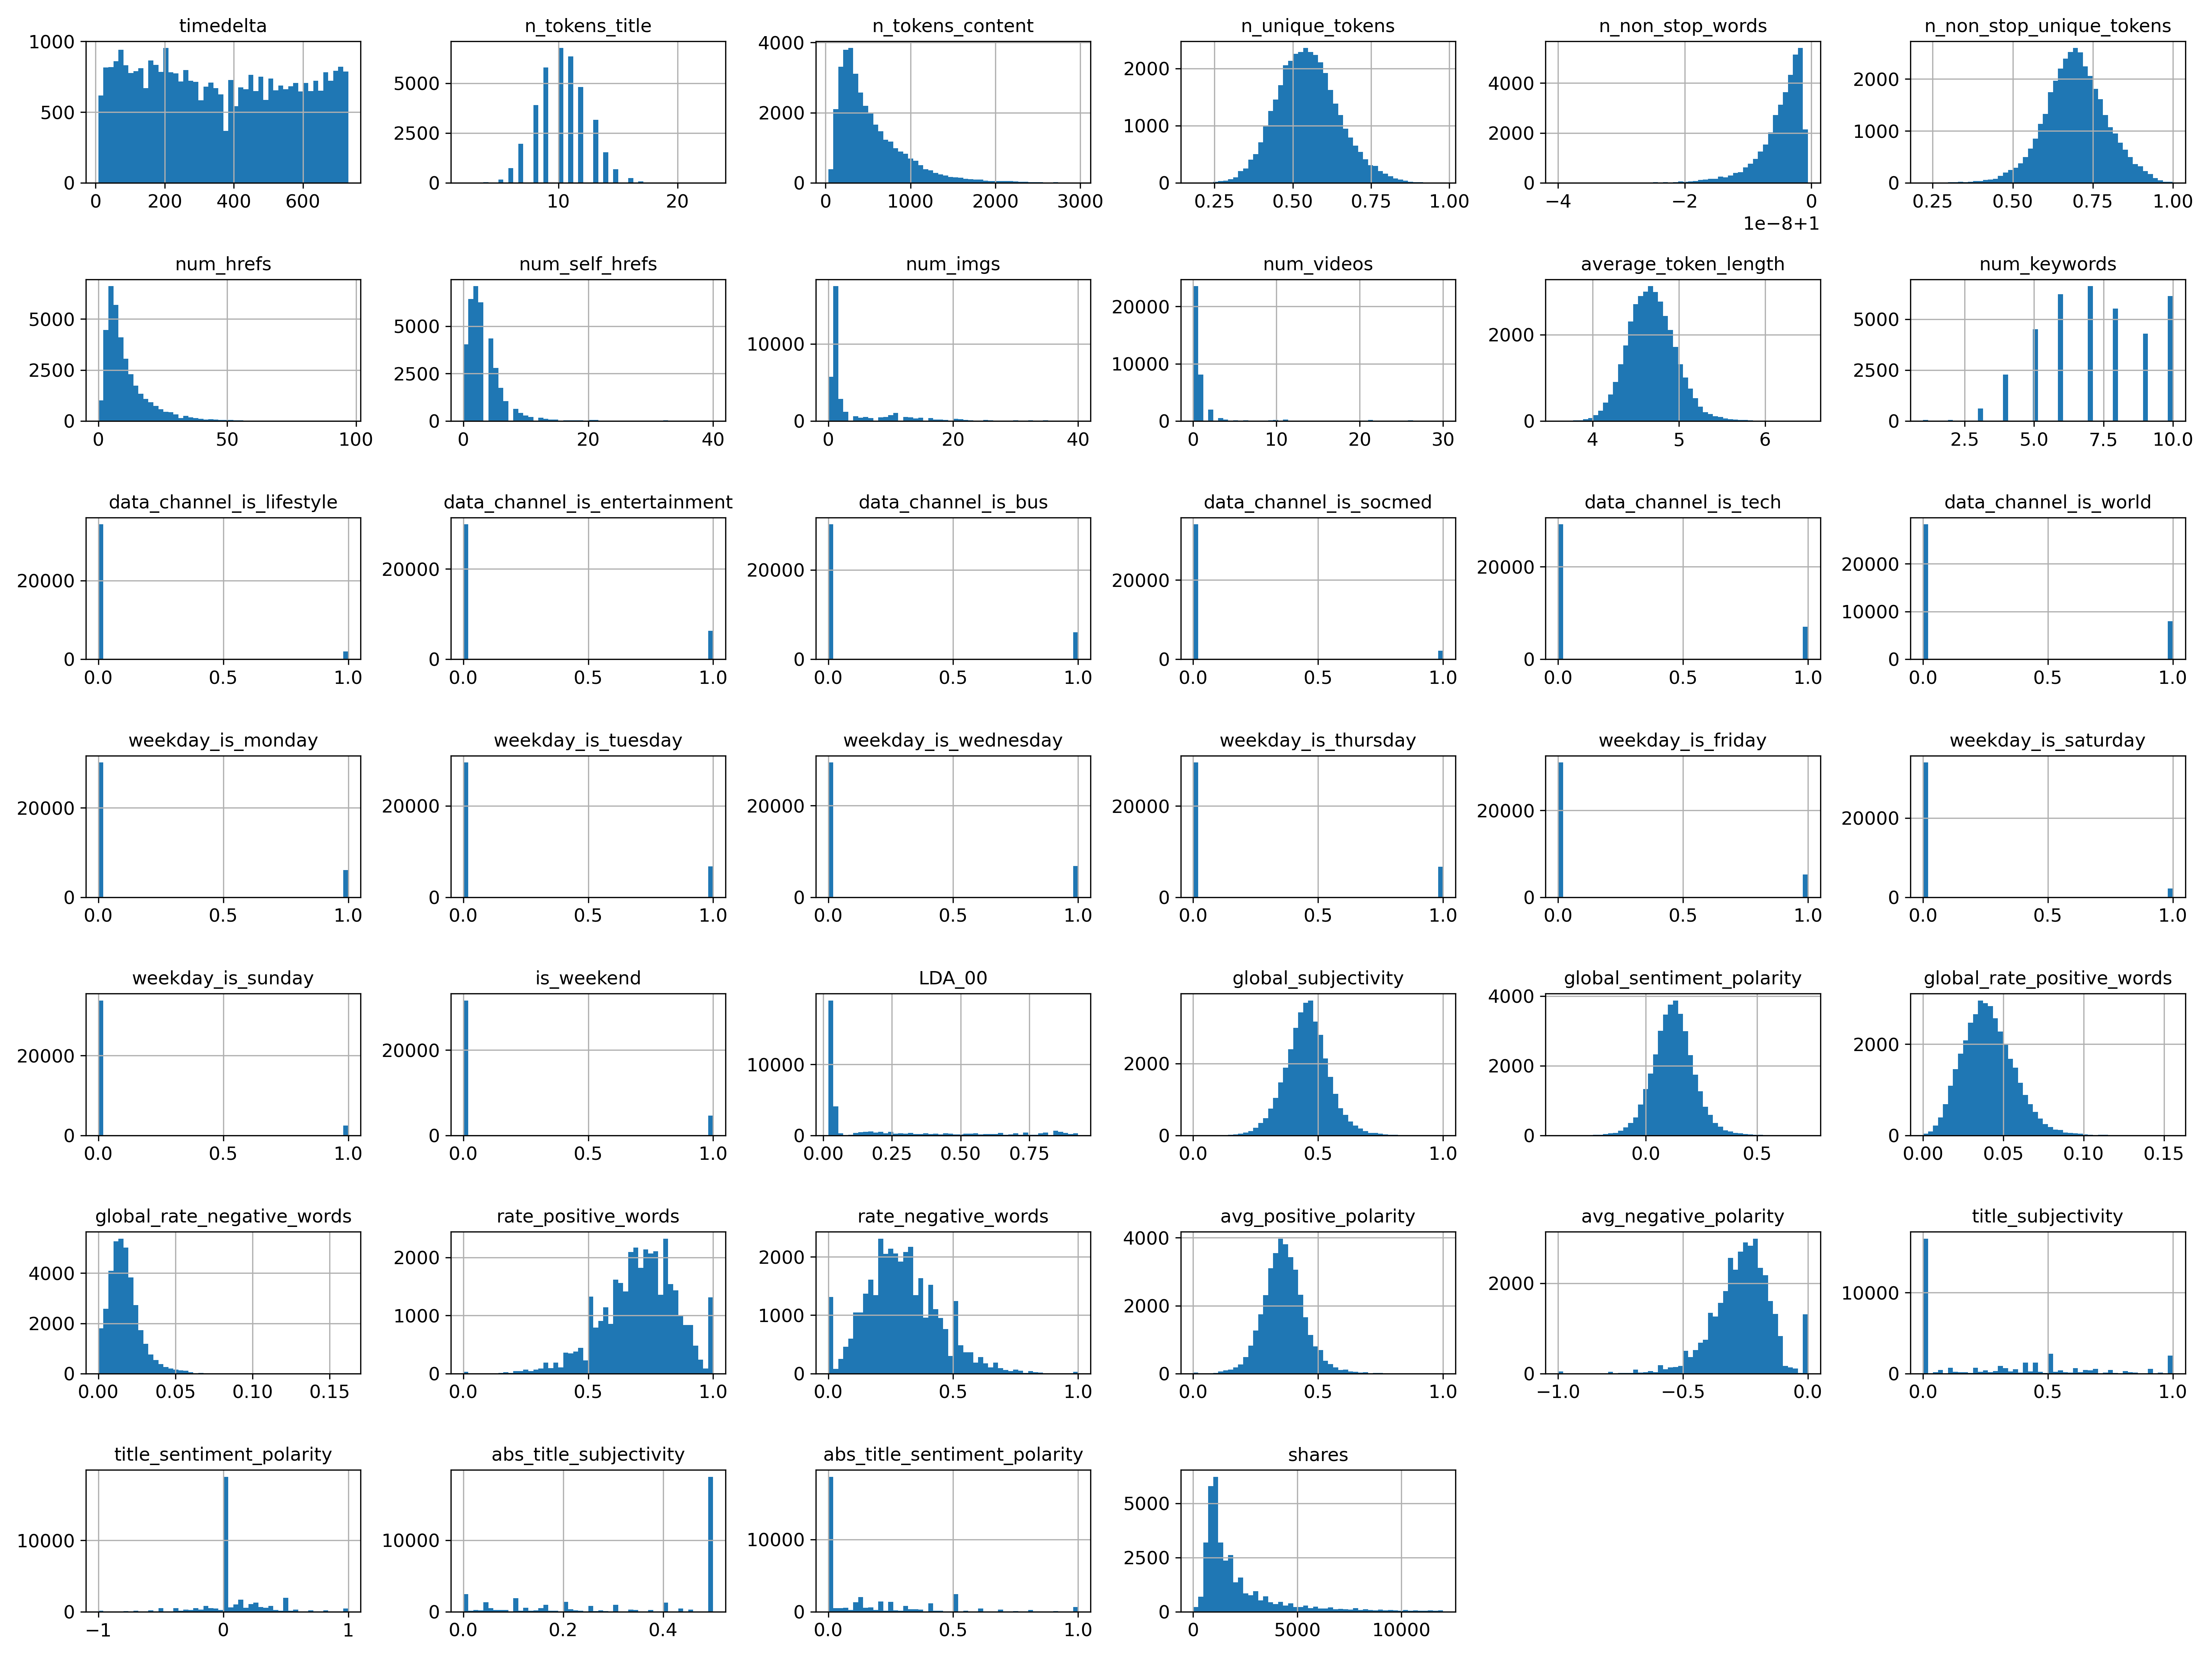 timedelta
n_tokens_title
n_tokens_content
n_unique_tokens
n_non_stop_words
n_non_stop_unique_tokens
1000
500
0
0 200 400 600
5000
2500
0
10 20
4000
2000
0
0 1000 2000 3000
2000
1000
0
0.25 0.50 0.75 1.00
4000
2000
0
−4 −2 0
1e−8+1
2000
1000
0
0.25 0.50 0.75 1.00
num_hrefs
num_self_hrefs
num_imgs
num_videos
average_token_length
num_keywords
5000
2500
0
0 50 100
5000
2500
0
0 20 40
10000
0
0 20 40
20000
10000
0
0 10 20 30
2000
0
4 5 6
5000
2500
0
2.5 5.0 7.5 10.0
data_channel_is_lifestyle
data_channel_is_entertainment
data_channel_is_bus
data_channel_is_socmed
data_channel_is_tech
data_channel_is_world
20000
0
0.0 0.5 1.0
20000
0
0.0 0.5 1.0
20000
0
0.0 0.5 1.0
20000
0
0.0 0.5 1.0
20000
0
0.0 0.5 1.0
20000
10000
0
0.0 0.5 1.0
weekday_is_monday
weekday_is_tuesday
weekday_is_wednesday
weekday_is_thursday
weekday_is_friday
weekday_is_saturday
20000
0
0.0 0.5 1.0
20000
0
0.0 0.5 1.0
20000
0
0.0 0.5 1.0
20000
0
0.0 0.5 1.0
20000
0
0.0 0.5 1.0
20000
0
0.0 0.5 1.0
weekday_is_sunday
is_weekend
LDA_00
global_subjectivity
global_sentiment_polarity
global_rate_positive_words
20000
0
0.0 0.5 1.0
20000
0
0.0 0.5 1.0
10000
0
0.00 0.25 0.50 0.75
2000
0
0.0 0.5 1.0
4000
2000
0
0.0 0.5
2000
0
0.00 0.05 0.10 0.15
global_rate_negative_words
rate_positive_words
rate_negative_words
avg_positive_polarity
avg_negative_polarity
title_subjectivity
4000
2000
0
0.00 0.05 0.10 0.15
2000
1000
0
0.0 0.5 1.0
2000
1000
0
0.0 0.5 1.0
4000
2000
0
0.0 0.5 1.0
2000
0
−1.0 −0.5 0.0
10000
0
0.0 0.5 1.0
title_sentiment_polarity
abs_title_subjectivity
abs_title_sentiment_polarity
shares
10000
0
−1 0 1
10000
0
0.0 0.2 0.4
10000
0
0.0 0.5 1.0
5000
2500
0
0 5000 10000